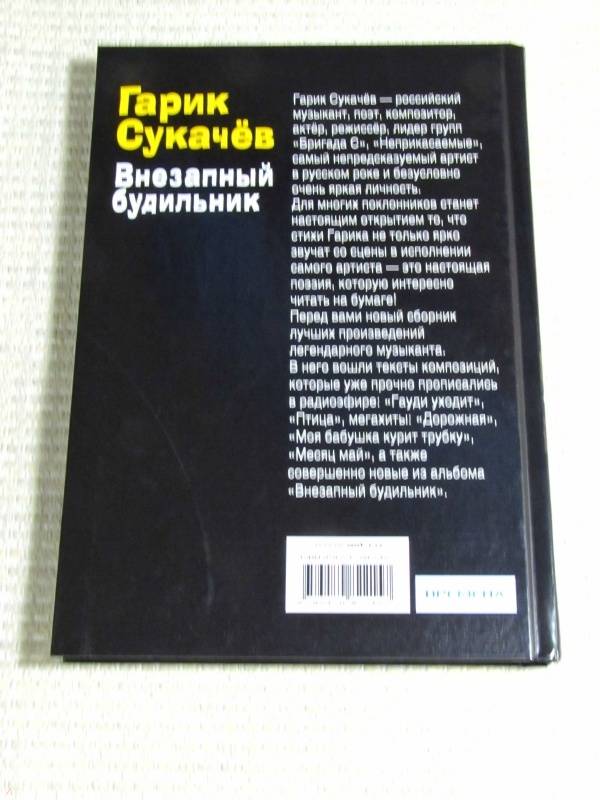 Гарик
Сукачёв
Внезапный
будильник
Гарик Сукачёв — российский
музыкант, поэт, композитор,
актёр, режиссёр, лидер групп
«Бригада С», «Неприкасаемые»,
самый непредсказуемый артист
в русском роке и безусловно
очень яркая личность.
Для многих поклонников станет
настоящим открытием то, что
стихи Гарика не только ярко
звучат со сцены в исполнении
самого артиста — это настоящая
поэзия, которую интересно
читать на бумаге!
Перед вами новый сборник
лучших произведений
легендарного музыканта.
В него вошли тексты композиций,
которые уже прочно прописались
в радиоэфире: «Гауди уходит»,
«Птица», мегахиты: «Дорожная»,
«Моя бабушка курит трубку»,
«Месяц май», а также
совершенно новые из альбома
«Внезапный будильник».
ВРЕМЕНА